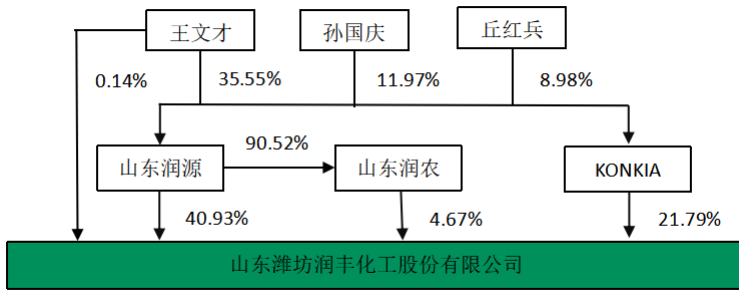 王文才
孙国庆
丘红兵
0.14%
35.55%
11.97%
8.98%
90.52%
山东润源
山东润农
KONKIA
40.93%
4.67%
21.79%
山东潍坊润丰化工股份有限公司